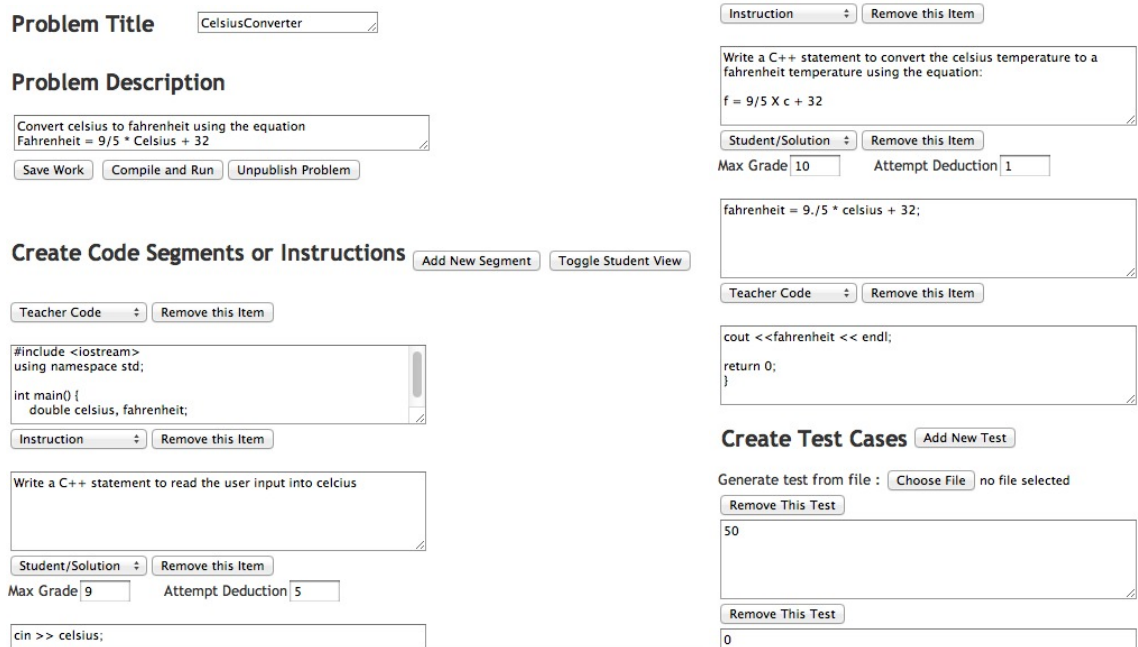 Problem Title CelsiusConverter
Problem Description
Convert celsius to fahrenheit using the equation
Fahrenheit = 9/5 * Celsius + 32
Save Work Compile and Run Unpublish Problem
Create Code Segments or Instructions Add New Segment Toggle Student View
Teacher Code Remove this Item
#include <iostream>
using namespace std;
int main() {
double celsius, fahrenheit;
Instruction Remove this Item
Write a C++ statement to read the user input into celcius
Student/Solution Remove this Item
Max Grade 9 Attempt Deduction 5
cin >> celsius;
Instruction Remove this Item
Write a C++ statement to convert the celsius temperature to a
fahrenheit temperature using the equation:
f = 9/5 X c + 32
Student/Solution Remove this Item
Max Grade 10 Attempt Deduction 1
fahrenheit = 9./5 * celsius + 32;
Teacher Code Remove this Item
cout <<fahrenheit << endl;
return 0;
}
Create Test Cases Add New Test
Generate test from file : Choose File no file selected
Remove This Test
50
Remove This Test
0